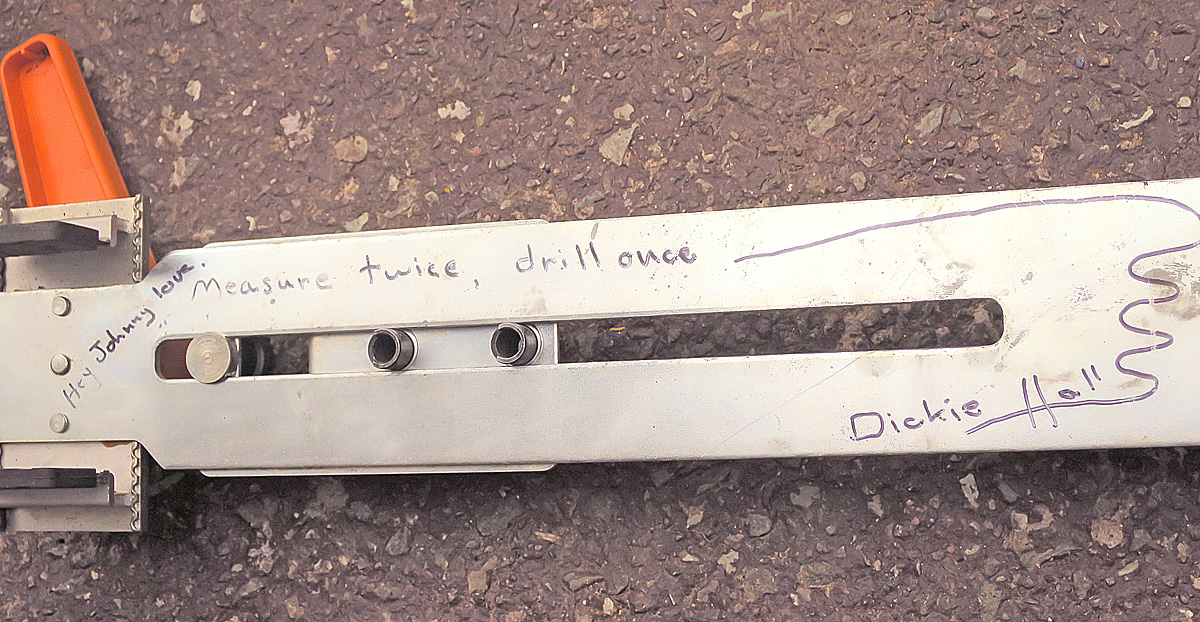 Hey Johnny love.
Measure twice, drill once
Dickie Hall